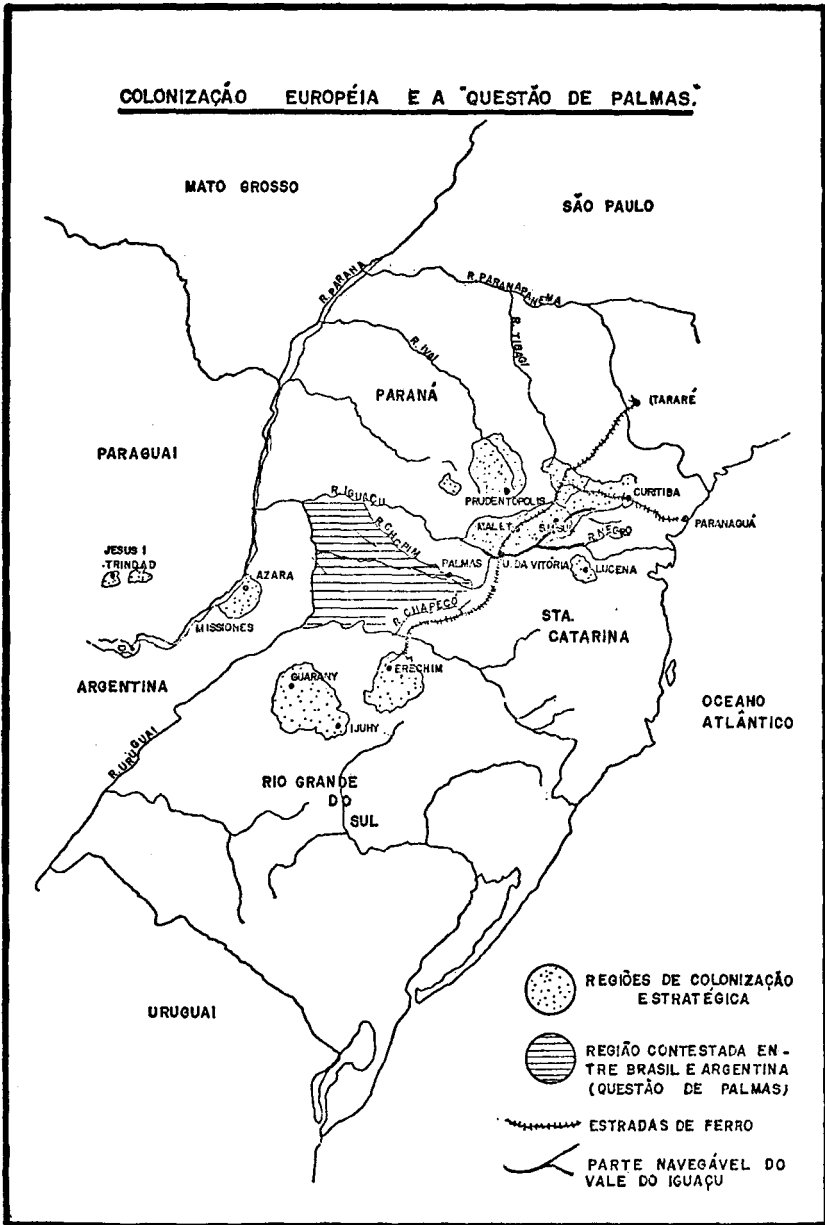 COLONIZAÇÃO EUROPÉIA E A "QUESTÃO DE PALMAS."
MATO GROSSO
SÃO PAULO
R. PARANÁ
R. PARANAPANEMA
R. IVAÍ
R. TIBAGI
PARANÁ
ITARARÉ
PARAGUAI
PRUDENTÓPOLIS
CURITIBA
R. IGUAÇU
MALET
PARANAGUÁ
R. NEGRO
R. CHOPIM
JESUS I
TRINDAD
PALMAS
U. DA VITÓRIA
LUCENA
AZARA
R. CHAPECÓ
MISSIONES
STA.
CATARINA
ERECHIM
GUARANY
ARGENTINA
OCEANO
ATLÂNTICO
IJUHY
R. URUGUAI
RIO GRANDE
DO
SUL
URUGUAI
REGIÕES DE COLONIZAÇÃO
ESTRATÉGICA
REGIÃO CONTESTADA EN-
TRE BRASIL E ARGENTINA
(QUESTÃO DE PALMAS)
ESTRADAS DE FERRO
PARTE NAVEGÁVEL DO
VALE DO IGUAÇU